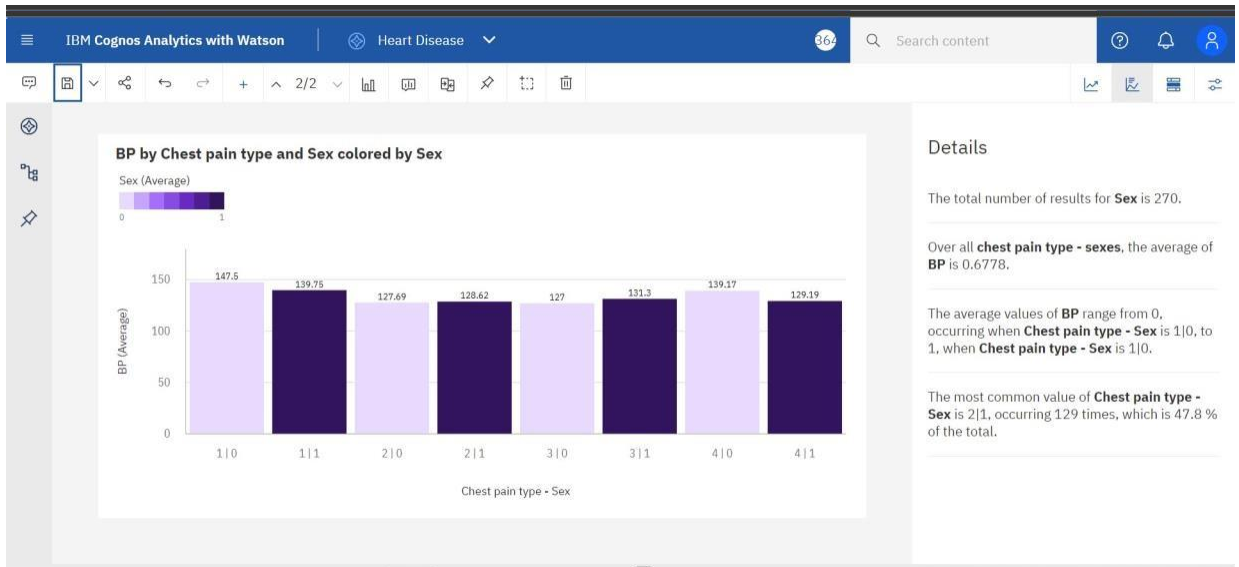 IBM Cognos Analytics with Watson
Heart Disease
364
Search content
2/2
BP by Chest pain type and Sex colored by Sex
Sex (Average)
0 1
BP (Average)
150
100
50
0
147.5
139.75
127.69
128.62
127
131.3
139.17
129.19
1|0
1|1
2|0
2|1
3|0
3|1
4|0
4|1
Chest pain type - Sex
Details
The total number of results for Sex is 270.
Over all chest pain type - sexes, the average of
BP is 0.6778.
The average values of BP range from 0,
occurring when Chest pain type - Sex is 1|0, to
1, when Chest pain type - Sex is 1|0.
The most common value of Chest pain type -
Sex is 2|1, occurring 129 times, which is 47.8 %
of the total.